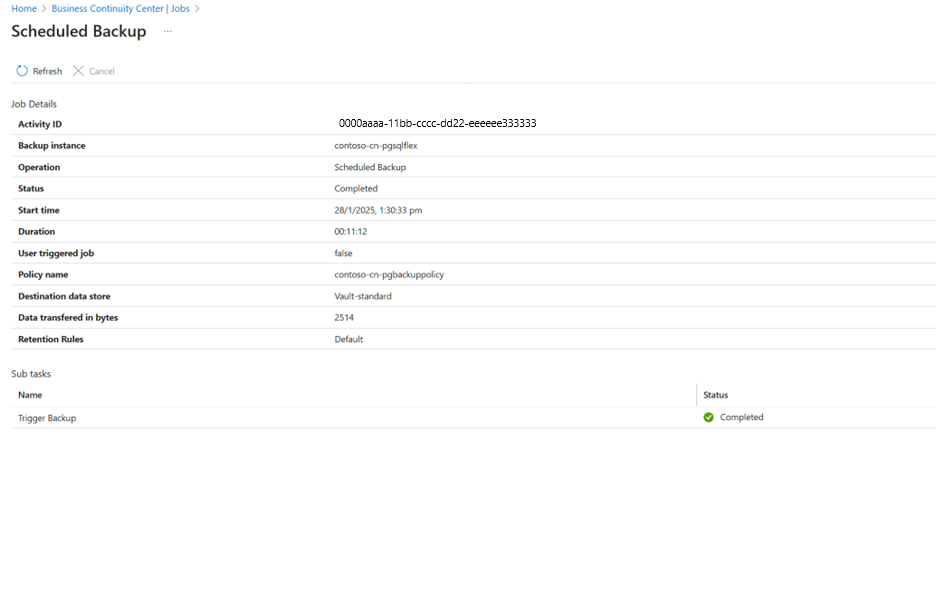 Home > Business Continuity Center | Jobs >
Scheduled Backup ...
Refresh Cancel
Job Details
Activity ID 0000aaaa-11bb-cccc-dd22-eeeeee333333
Backup instance contoso-cn-pgsqlflex
Operation Scheduled Backup
Status Completed
Start time 28/1/2025, 1:30:33 pm
Duration 00:11:12
User triggered job false
Policy name contoso-cn-pgbackuppolicy
Destination data store Vault-standard
Data transfered in bytes 2514
Retention Rules Default
Sub tasks
Name Status
Trigger Backup Completed